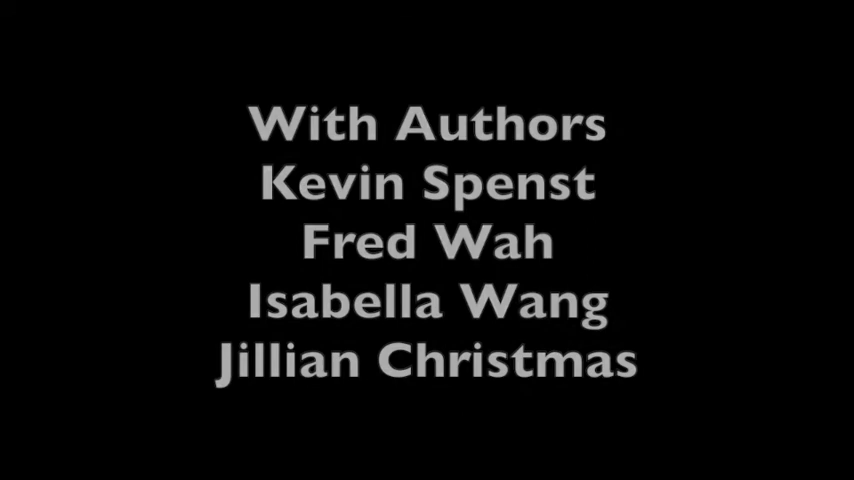 With Authors
Kevin Spenst
Fred Wah
Isabella Wang
Jillian Christmas